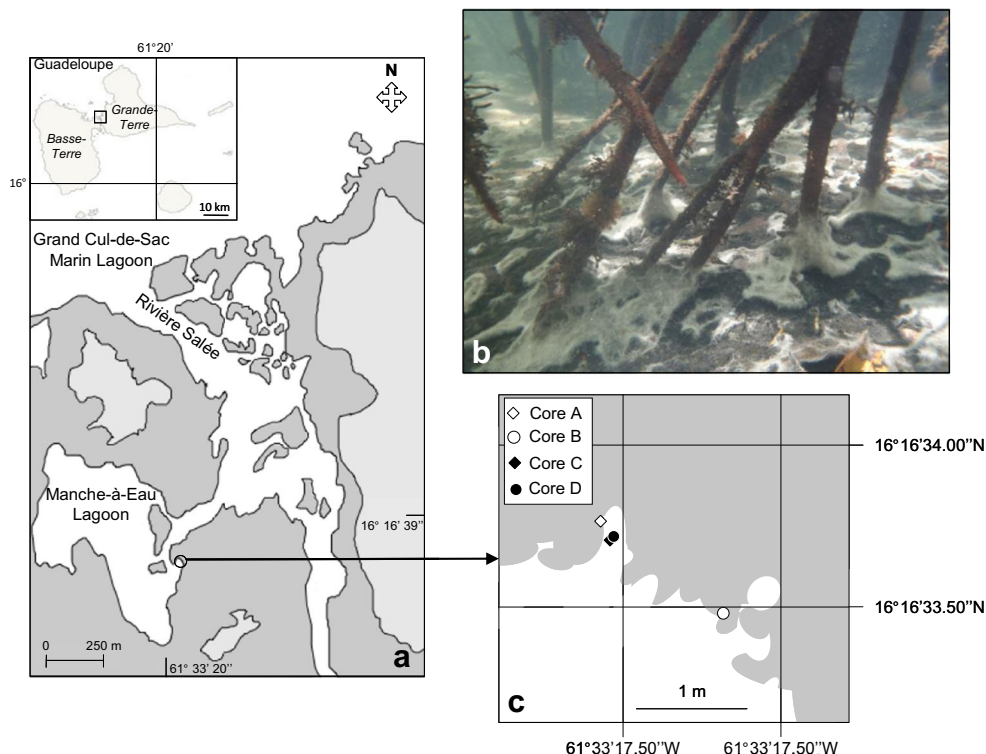 61°20'
Guadeloupe
Grande-
Terre
Basse-
Terre
16°
10 km
N
Grand Cul-de-Sac
Marin Lagoon
Rivière Salée
Manche-à-Eau
Lagoon
16° 16' 39''
0 250 m
61° 33' 20''
a
b
Core A
Core B
Core C
Core D
16°16'34.00''N
16°16'33.50''N
1 m
c
61°33'17.50''W 61°33'17.50''W